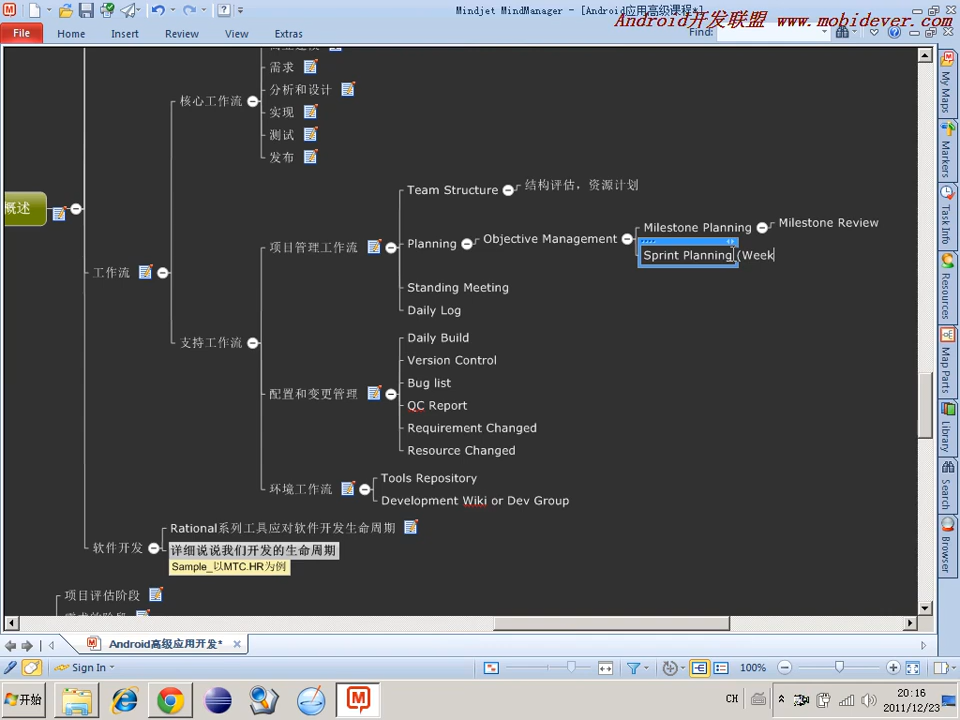 Mindjet MindManager - [Android应用高级课程*]
Android开发联盟 www.mobidever.com
File Home Insert Review View Extras Find:
需求
分析和设计
核心工作流
实现
测试
发布
Team Structure
结构评估，资源计划
概述
Milestone Planning
Milestone Review
项目管理工作流
Planning
Objective Management
Sprint Planning (Week
工作流
Standing Meeting
Daily Log
支持工作流
Daily Build
Version Control
Bug list
配置和变更管理
QC Report
Requirement Changed
Resource Changed
环境工作流
Tools Repository
Development Wiki or Dev Group
Rational系列工具应对软件开发生命周期
软件开发
详细说说我们开发的生命周期
Sample_以MTC.HR为例
项目评估阶段
My Maps
Markers
Task Info
Resources
Map Parts
Library
Search
Browser
Android高级应用开发*
Sign In
100%
开始
CH
20:16
2011/12/23